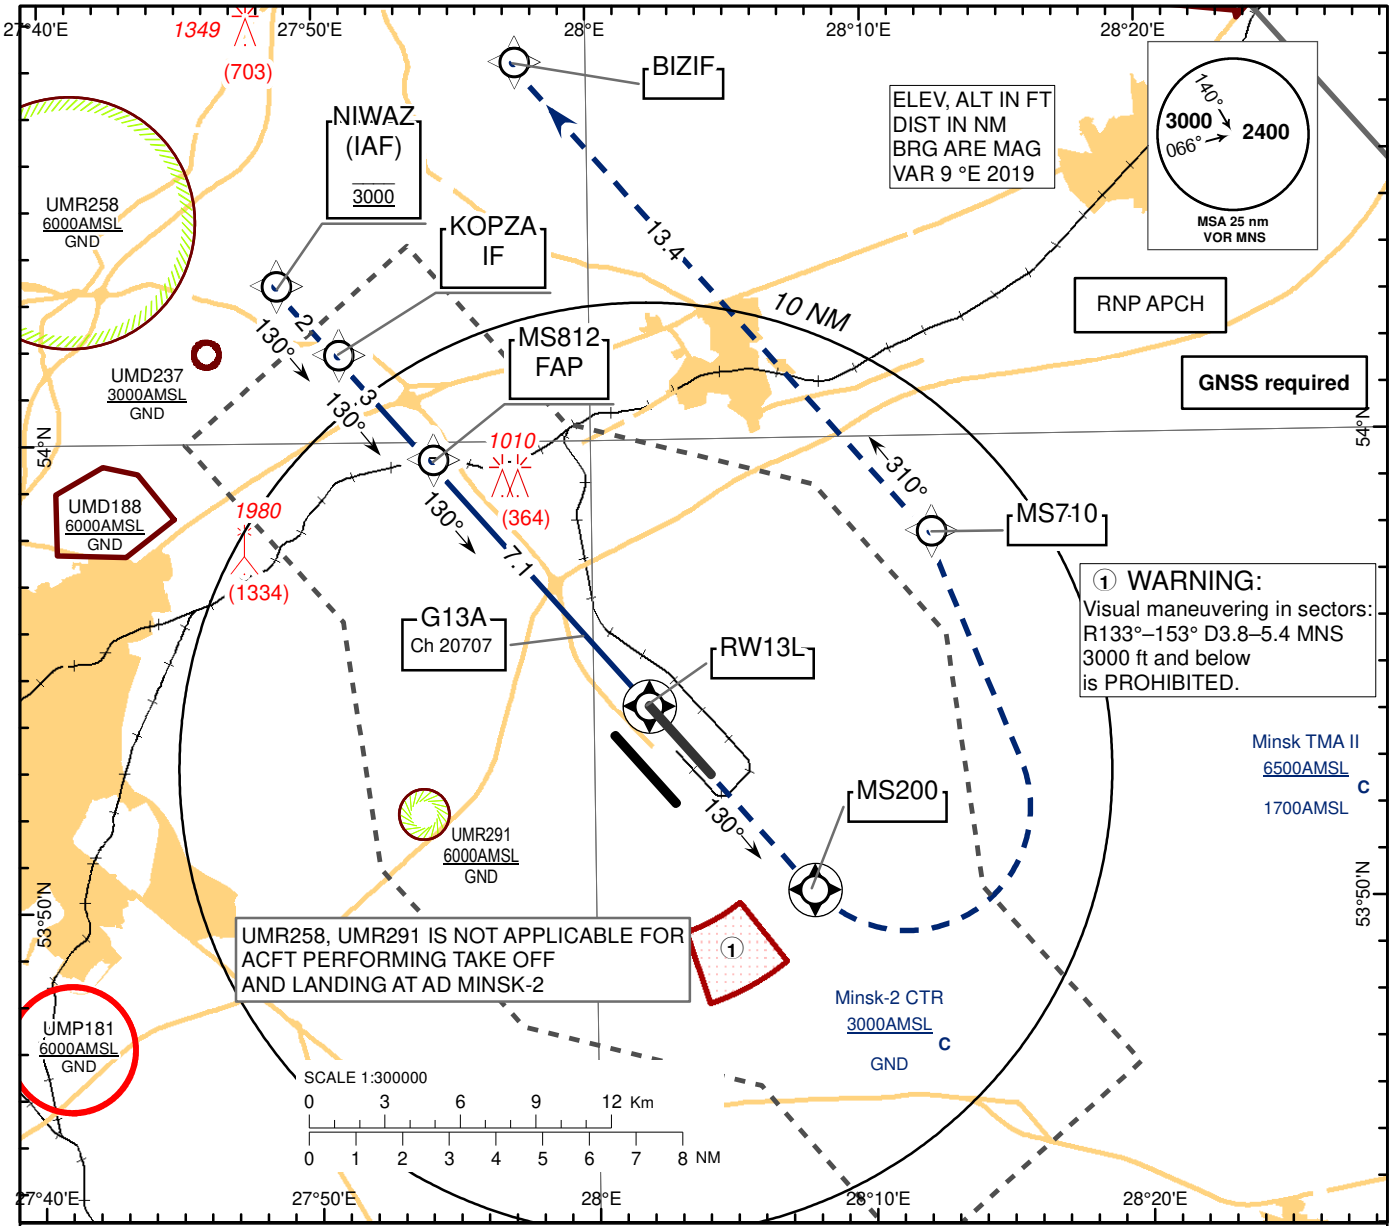 27°40'E
27°50'E
28°E
28°10'E
28°20'E
1349
(703)
BIZIF
NIWAZ
(IAF)
3000
ELEV, ALT IN FT
DIST IN NM
BRG ARE MAG
VAR 9 °E 2019
140°
3000
066°
2400
MSA 25 nm
VOR MNS
UMR258
6000AMSL
GND
KOPZA
IF
13.4
RNP APCH
10 NM
2
130°
MS812
FAP
UMD237
3000AMSL
GND
GNSS required
3
130°
54°N
54°N
1010
(364)
310°
UMD188
6000AMSL
GND
1980
(1334)
130°
7.1
MS710
1 WARNING:
Visual maneuvering in sectors:
R133°–153° D3.8–5.4 MNS
3000 ft and below
is PROHIBITED.
G13A
Ch 20707
RW13L
Minsk TMA II
6500AMSL
C
1700AMSL
MS200
130°
UMR291
6000AMSL
GND
53°50'N
53°50'N
UMR258, UMR291 IS NOT APPLICABLE FOR
ACFT PERFORMING TAKE OFF
AND LANDING AT AD MINSK-2
1
Minsk-2 CTR
3000AMSL
C
GND
UMP181
6000AMSL
GND
SCALE 1:300000
0 3 6 9 12 Km
0 1 2 3 4 5 6 7 8 NM
27°40'E
27°50'E
28°E
28°10'E
28°20'E